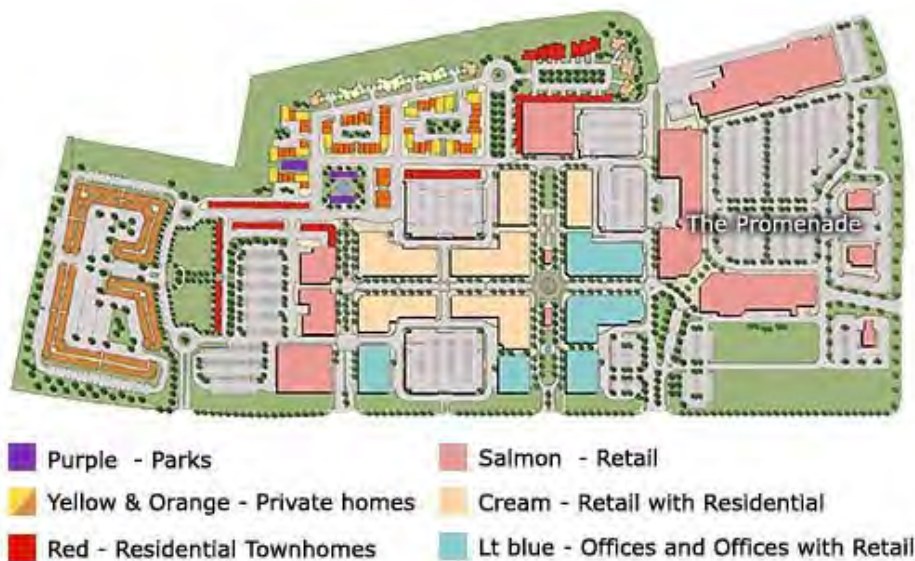 The Promenade
Purple - Parks
Yellow & Orange - Private homes
Red - Residential Townhomes
Salmon - Retail
Cream - Retail with Residential
Lt blue - Offices and Offices with Retail